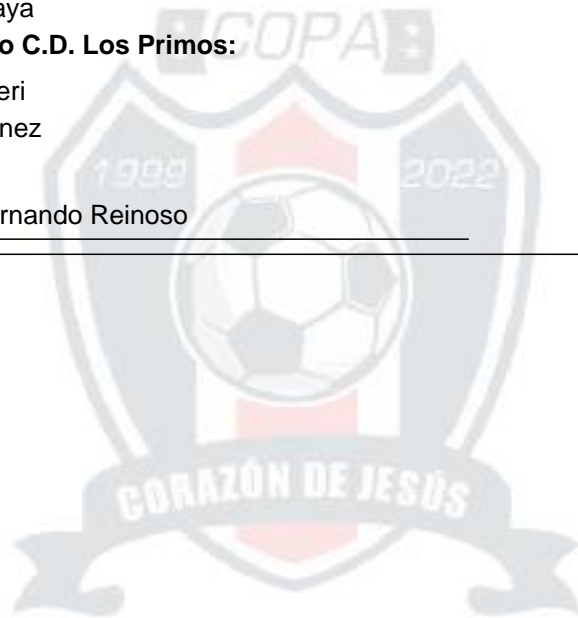 aya
COPA
o C.D. Los Primos:
eri
nez
1999 2022
rnando Reinoso
CORAZÓN DE JESÚS